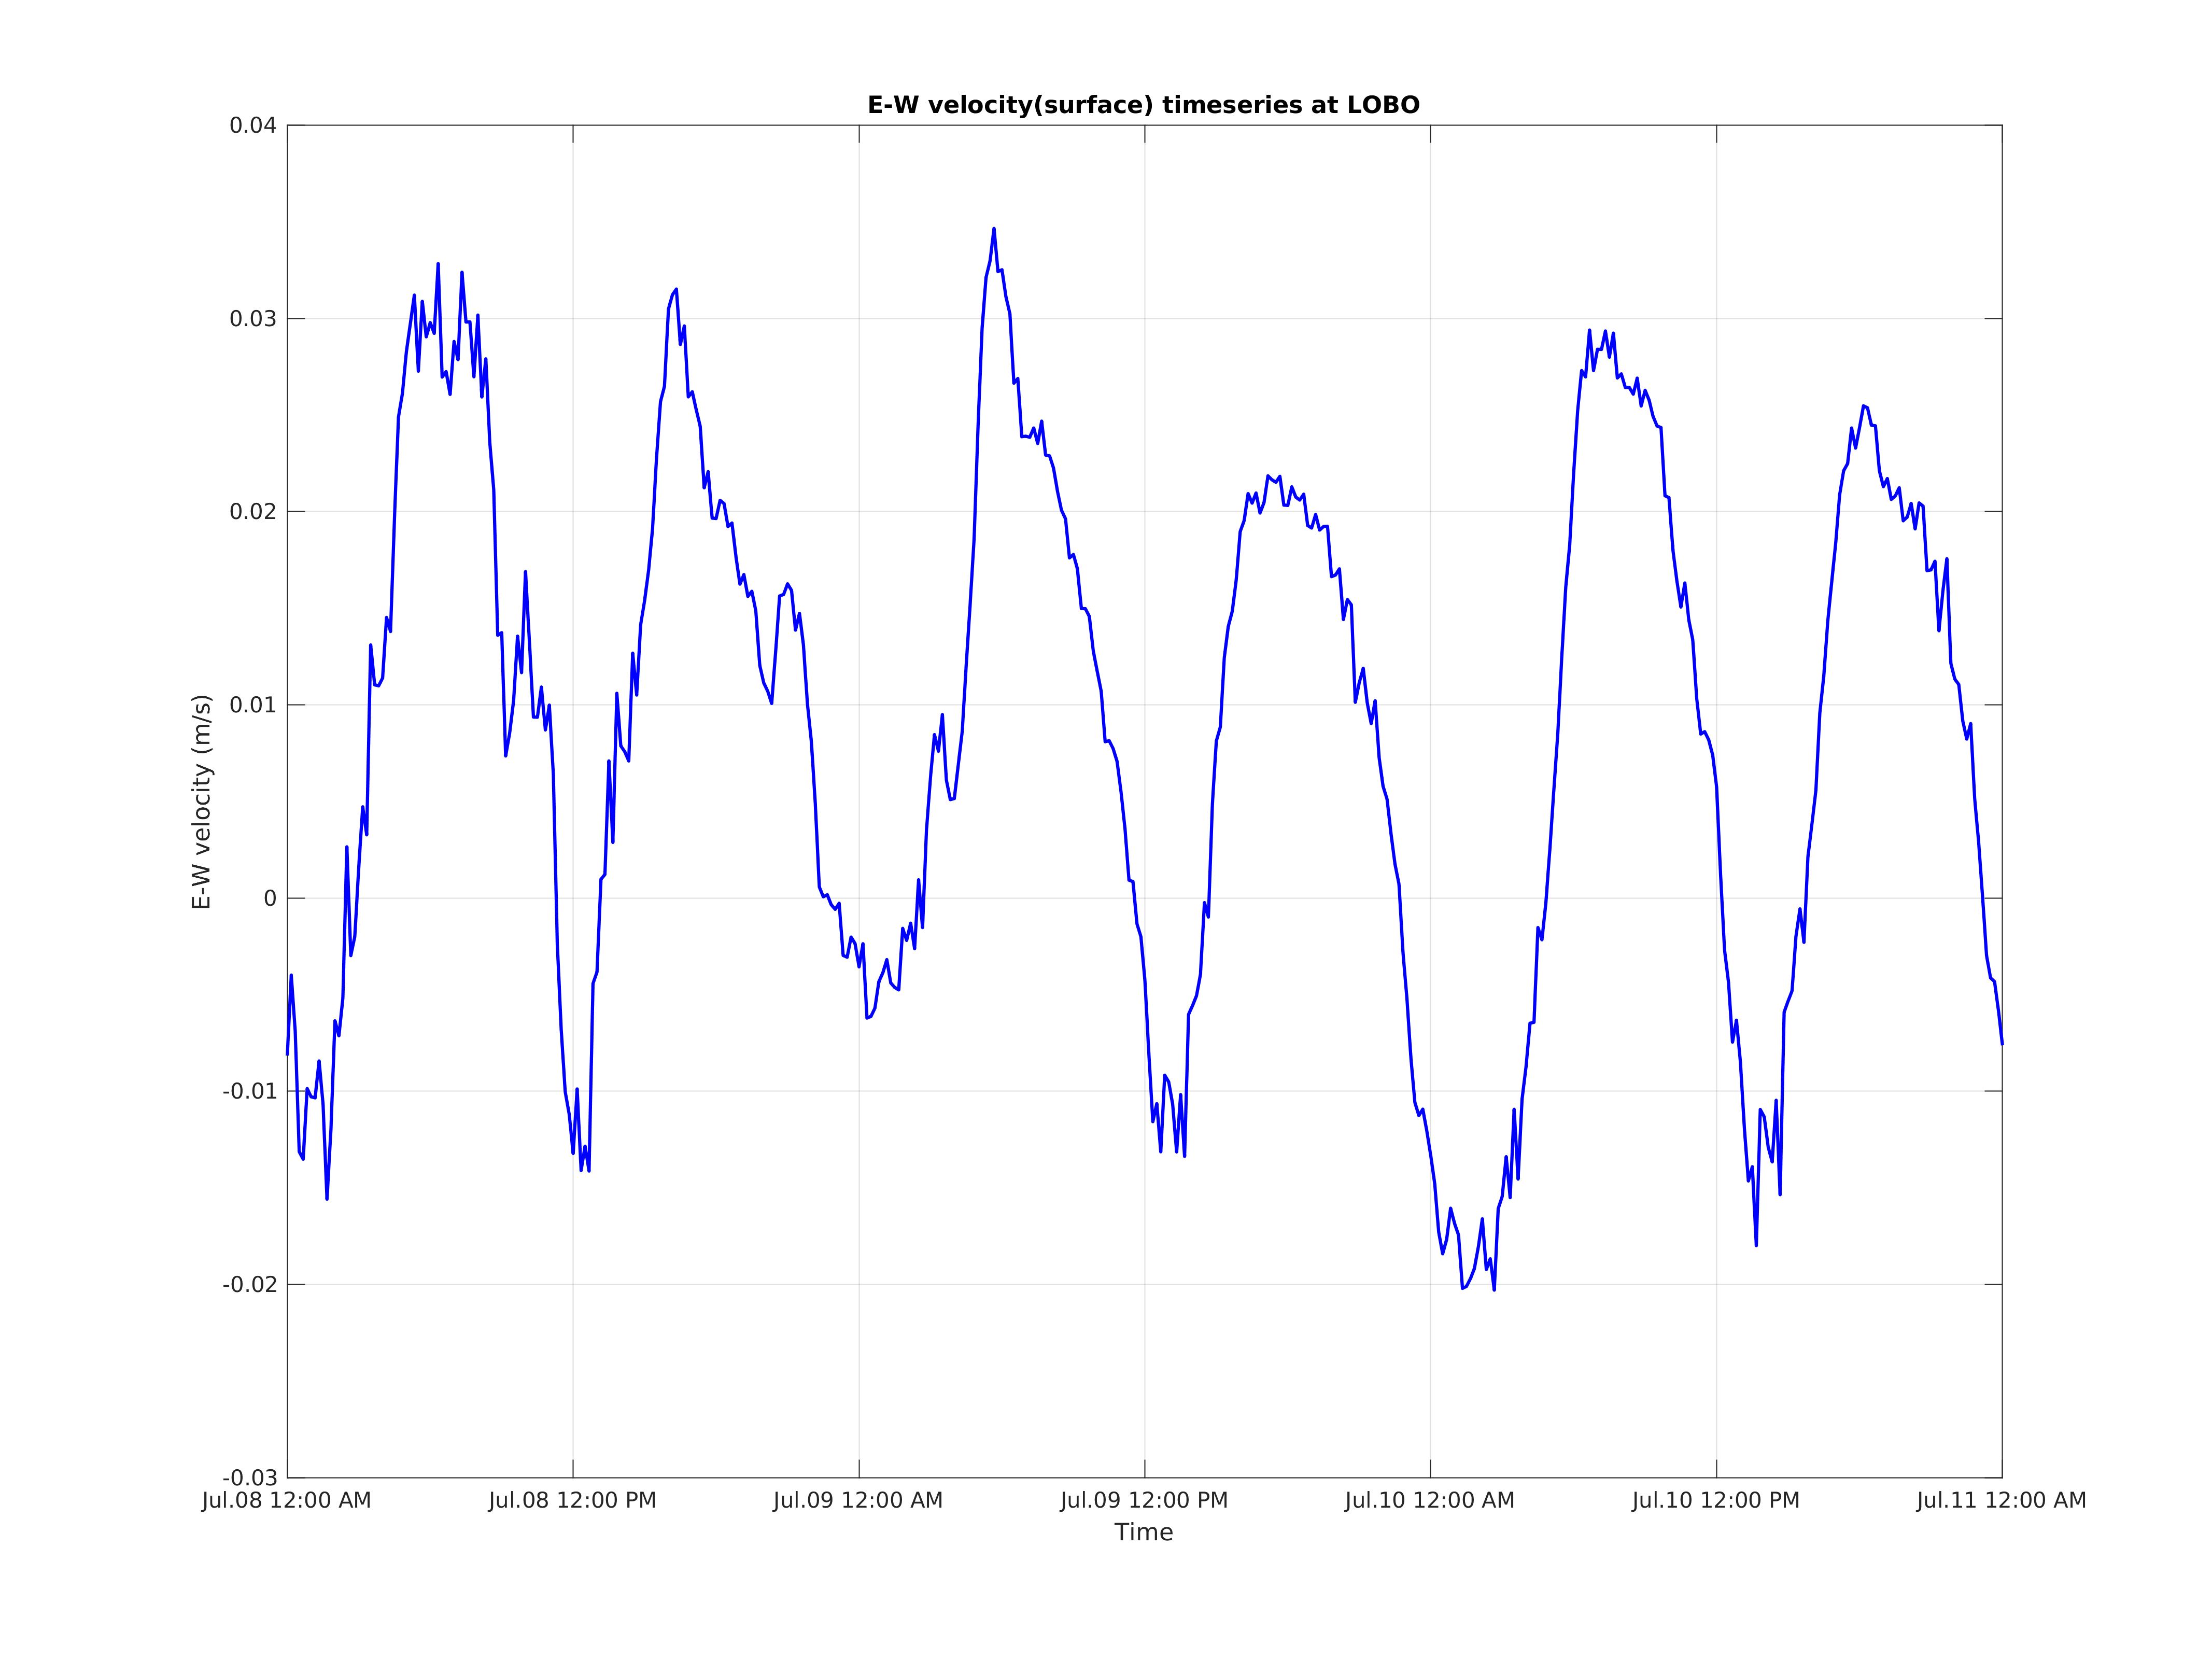 E-W velocity(surface) timeseries at LOBO
0.04
0.03
0.02
0.01
0
-0.01
-0.02
-0.03
E-W velocity (m/s)
Jul.08 12:00 AM Jul.08 12:00 PM Jul.09 12:00 AM Jul.09 12:00 PM Jul.10 12:00 AM Jul.10 12:00 PM Jul.11 12:00 AM
Time